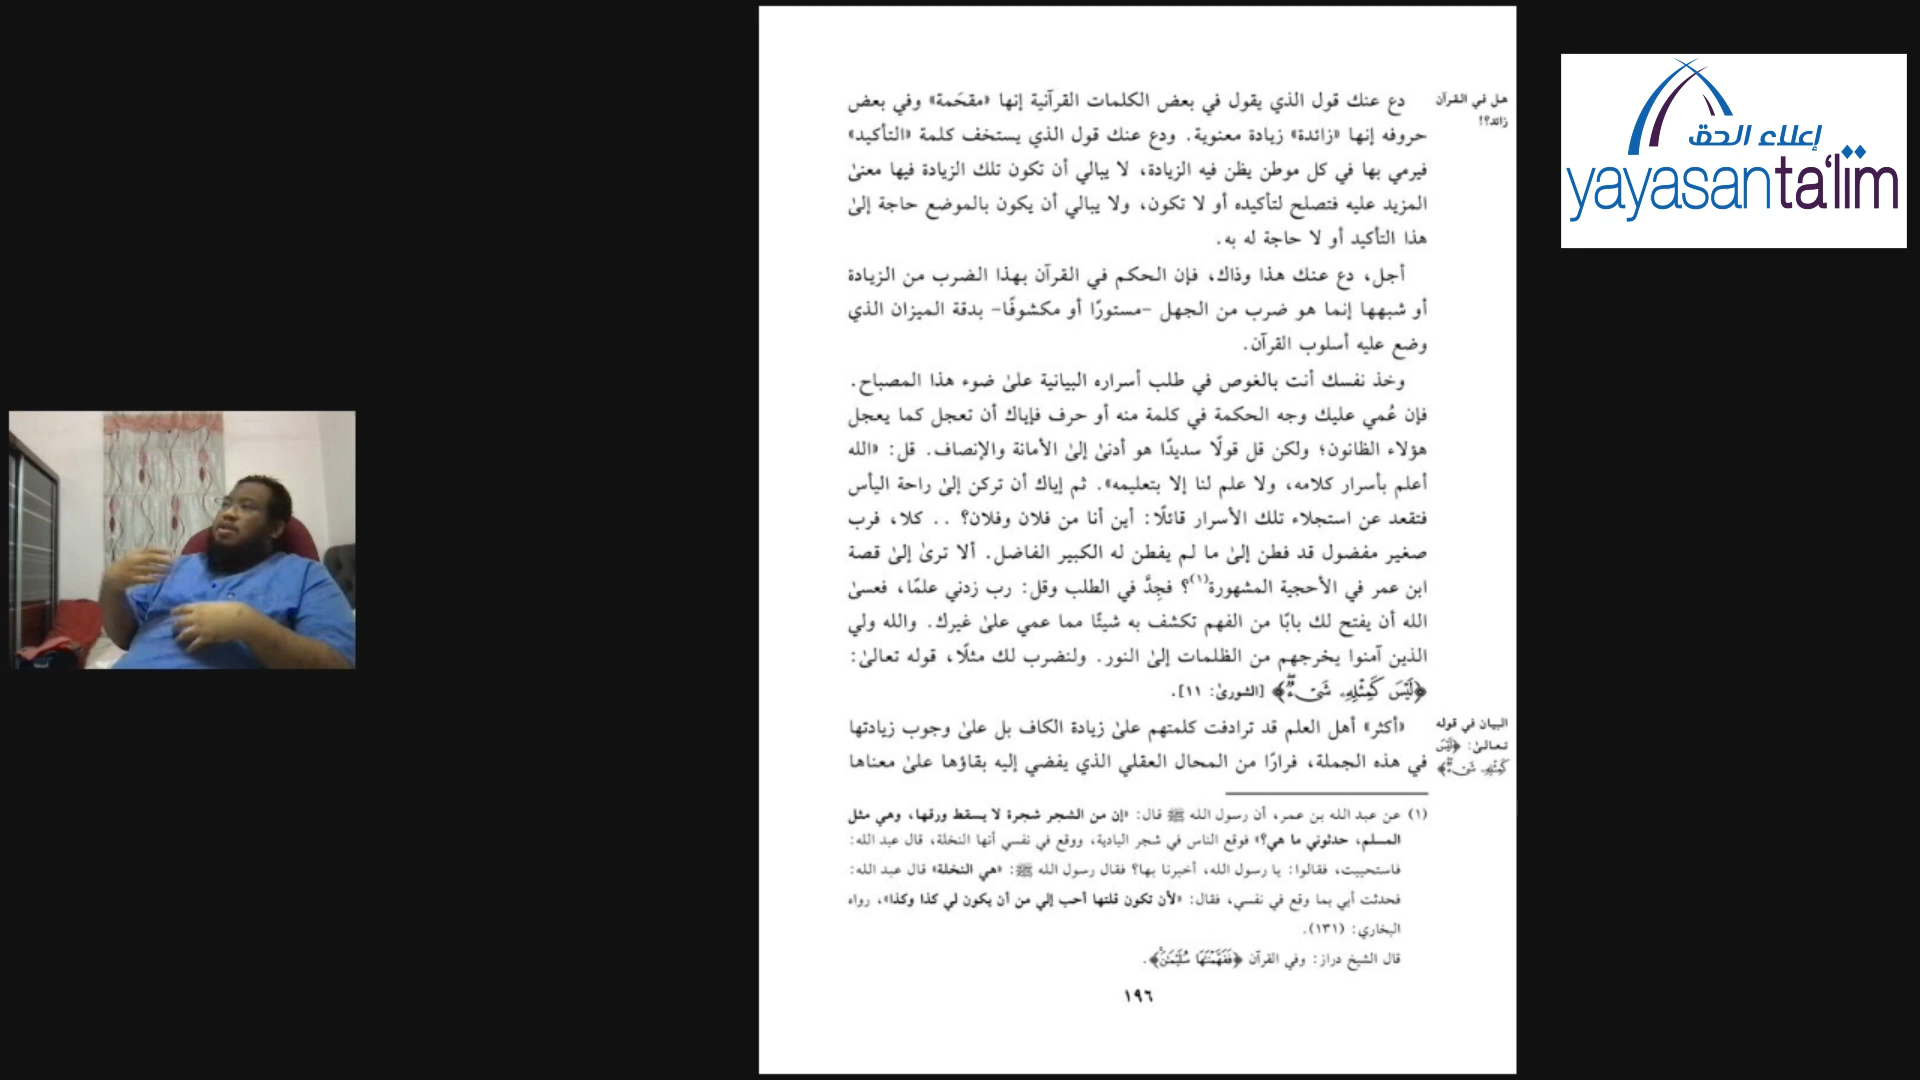 هل في القرآن
زائد؟!
دع عنك قول الذي يقول في بعض الكلمات القرآنية إنها «مقحَمة» وفي بعض
حروفه إنها «زائدة» زيادة معنوية. ودع عنك قول الذي يستخف كلمة «التأكيد»
فيرمي بها في كل موطن يظن فيه الزيادة، لا يبالي أن تكون تلك الزيادة فيها معنىٰ
المزيد عليه فتصلح لتأكيده أو لا تكون، ولا يبالي أن يكون بالموضع حاجة إلىٰ
هذا التأكيد أو لا حاجة له به.
أجل، دع عنك هذا وذاك، فإن الحكم في القرآن بهذا الضرب من الزيادة
أو شبهها إنما هو ضرب من الجهل -مستورًا أو مكشوفًا- بدقة الميزان الذي
وضع عليه أسلوب القرآن.
وخذ نفسك أنت بالغوص في طلب أسراره البيانية علىٰ ضوء هذا المصباح.
فإن عُمي عليك وجه الحكمة في كلمة منه أو حرف فإياك أن تعجل كما يعجل
هؤلاء الظانون؛ ولكن قل قولًا سديدًا هو أدنىٰ إلىٰ الأمانة والإنصاف. قل: «الله
أعلم بأسرار كلامه، ولا علم لنا إلا بتعليمه». ثم إياك أن تركن إلىٰ راحة اليأس
فتقعد عن استجلاء تلك الأسرار قائلًا: أين أنا من فلان وفلان؟ .. كلا، فرب
صغير مفضول قد فطن إلىٰ ما لم يفطن له الكبير الفاضل. ألا ترىٰ إلىٰ قصة
ابن عمر في الأحجية المشهورة(١)؟ فجِدَّ في الطلب وقل: رب زدني علمًا، فعسىٰ
الله أن يفتح لك بابًا من الفهم تكشف به شيئًا مما عمي علىٰ غيرك. والله ولي
الذين آمنوا يخرجهم من الظلمات إلىٰ النور. ولنضرب لك مثلًا، قوله تعالىٰ:
﴿لَيْسَ كَمِثْلِهِۦ شَىْءٌ﴾ [الشورىٰ: ١١].
البيان في قوله
تعالىٰ: ﴿لَيْسَ
كَمِثْلِهِۦ شَىْءٌ﴾
«أكثر» أهل العلم قد ترادفت كلمتهم علىٰ زيادة الكاف بل علىٰ وجوب زيادتها
في هذه الجملة، فرارًا من المحال العقلي الذي يفضي إليه بقاؤها علىٰ معناها
(١) عن عبد الله بن عمر، أن رسول الله ﷺ قال: «إن من الشجر شجرة لا يسقط ورقها، وهي مثل
المسلم، حدثوني ما هي؟» فوقع الناس في شجر البادية، ووقع في نفسي أنها النخلة، قال عبد الله:
فاستحييت، فقالوا: يا رسول الله، أخبرنا بها؟ فقال رسول الله ﷺ: «هي النخلة» قال عبد الله:
فحدثت أبي بما وقع في نفسي، فقال: «لأن تكون قلتها أحب إلي من أن يكون لي كذا وكذا»، رواه
البخاري: (١٣١).
قال الشيخ دراز: وفي القرآن ﴿فَفَهَّمْنَٰهَا سُلَيْمَٰنَ﴾.
١٩٦
إعلاء الحق
yayasanta'lim